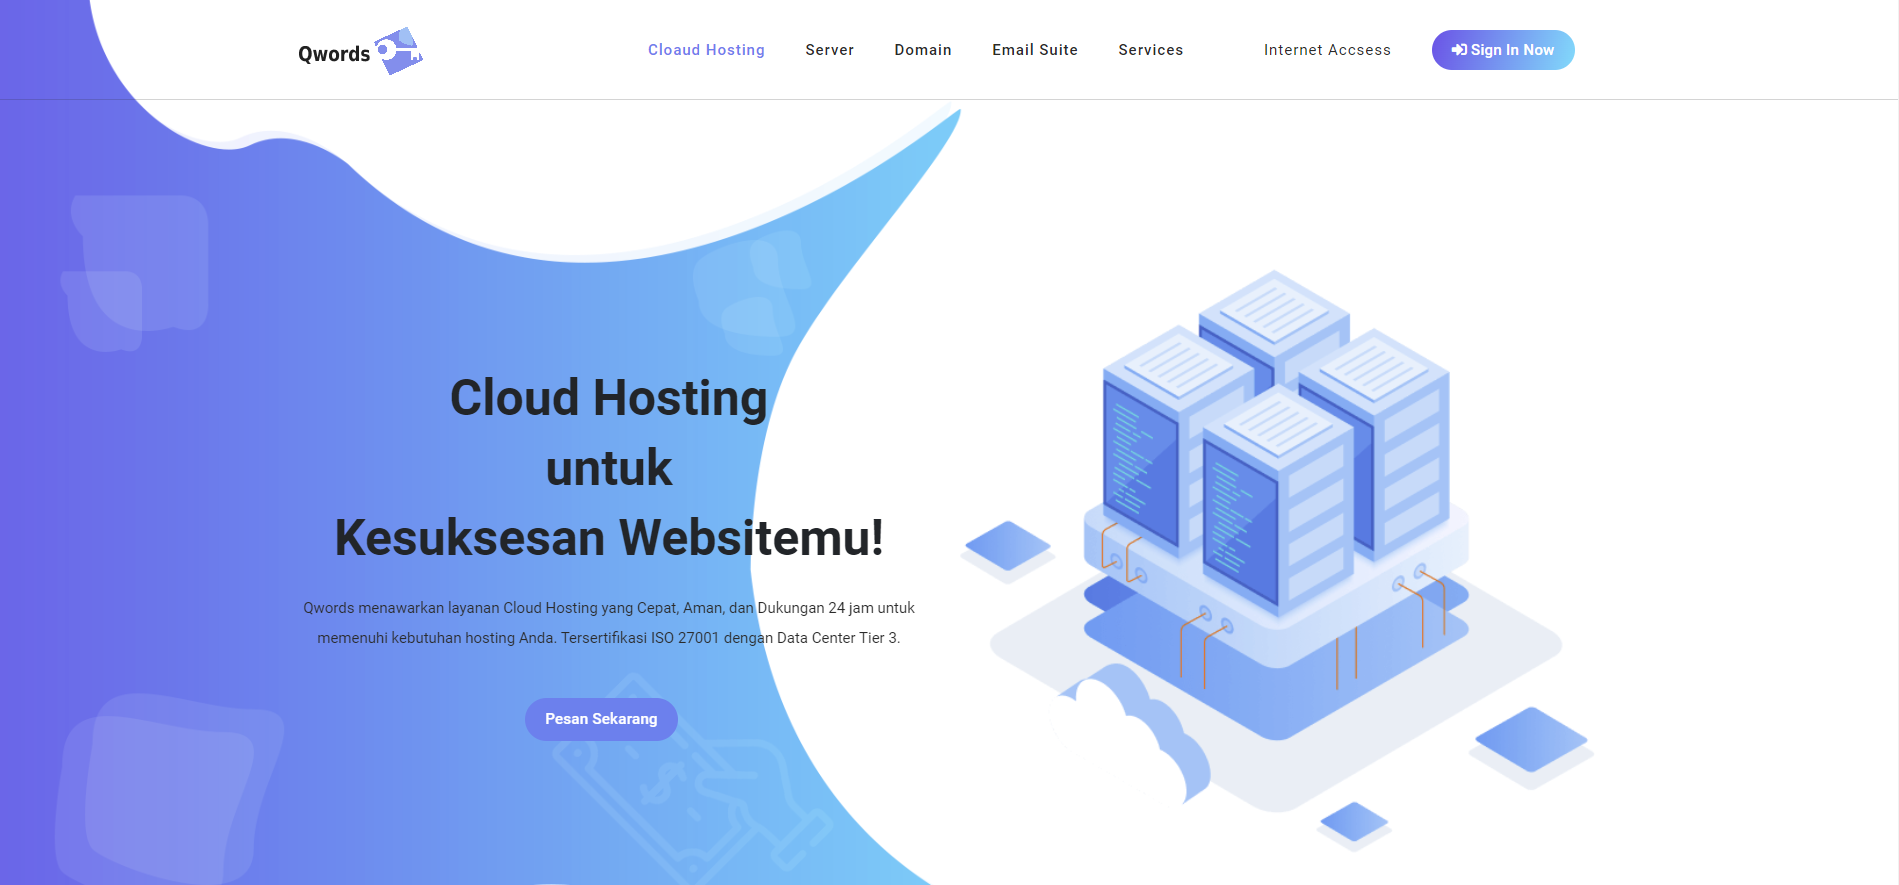 Qwords
Cloaud Hosting
Server
Domain
Email Suite
Services
Internet Accsess
Sign In Now
Cloud Hosting
untuk
Kesuksesan Websitemu!
Qwords menawarkan layanan Cloud Hosting yang Cepat, Aman, dan Dukungan 24 jam untuk
memenuhi kebutuhan hosting Anda. Tersertifikasi ISO 27001 dengan Data Center Tier 3.
Pesan Sekarang